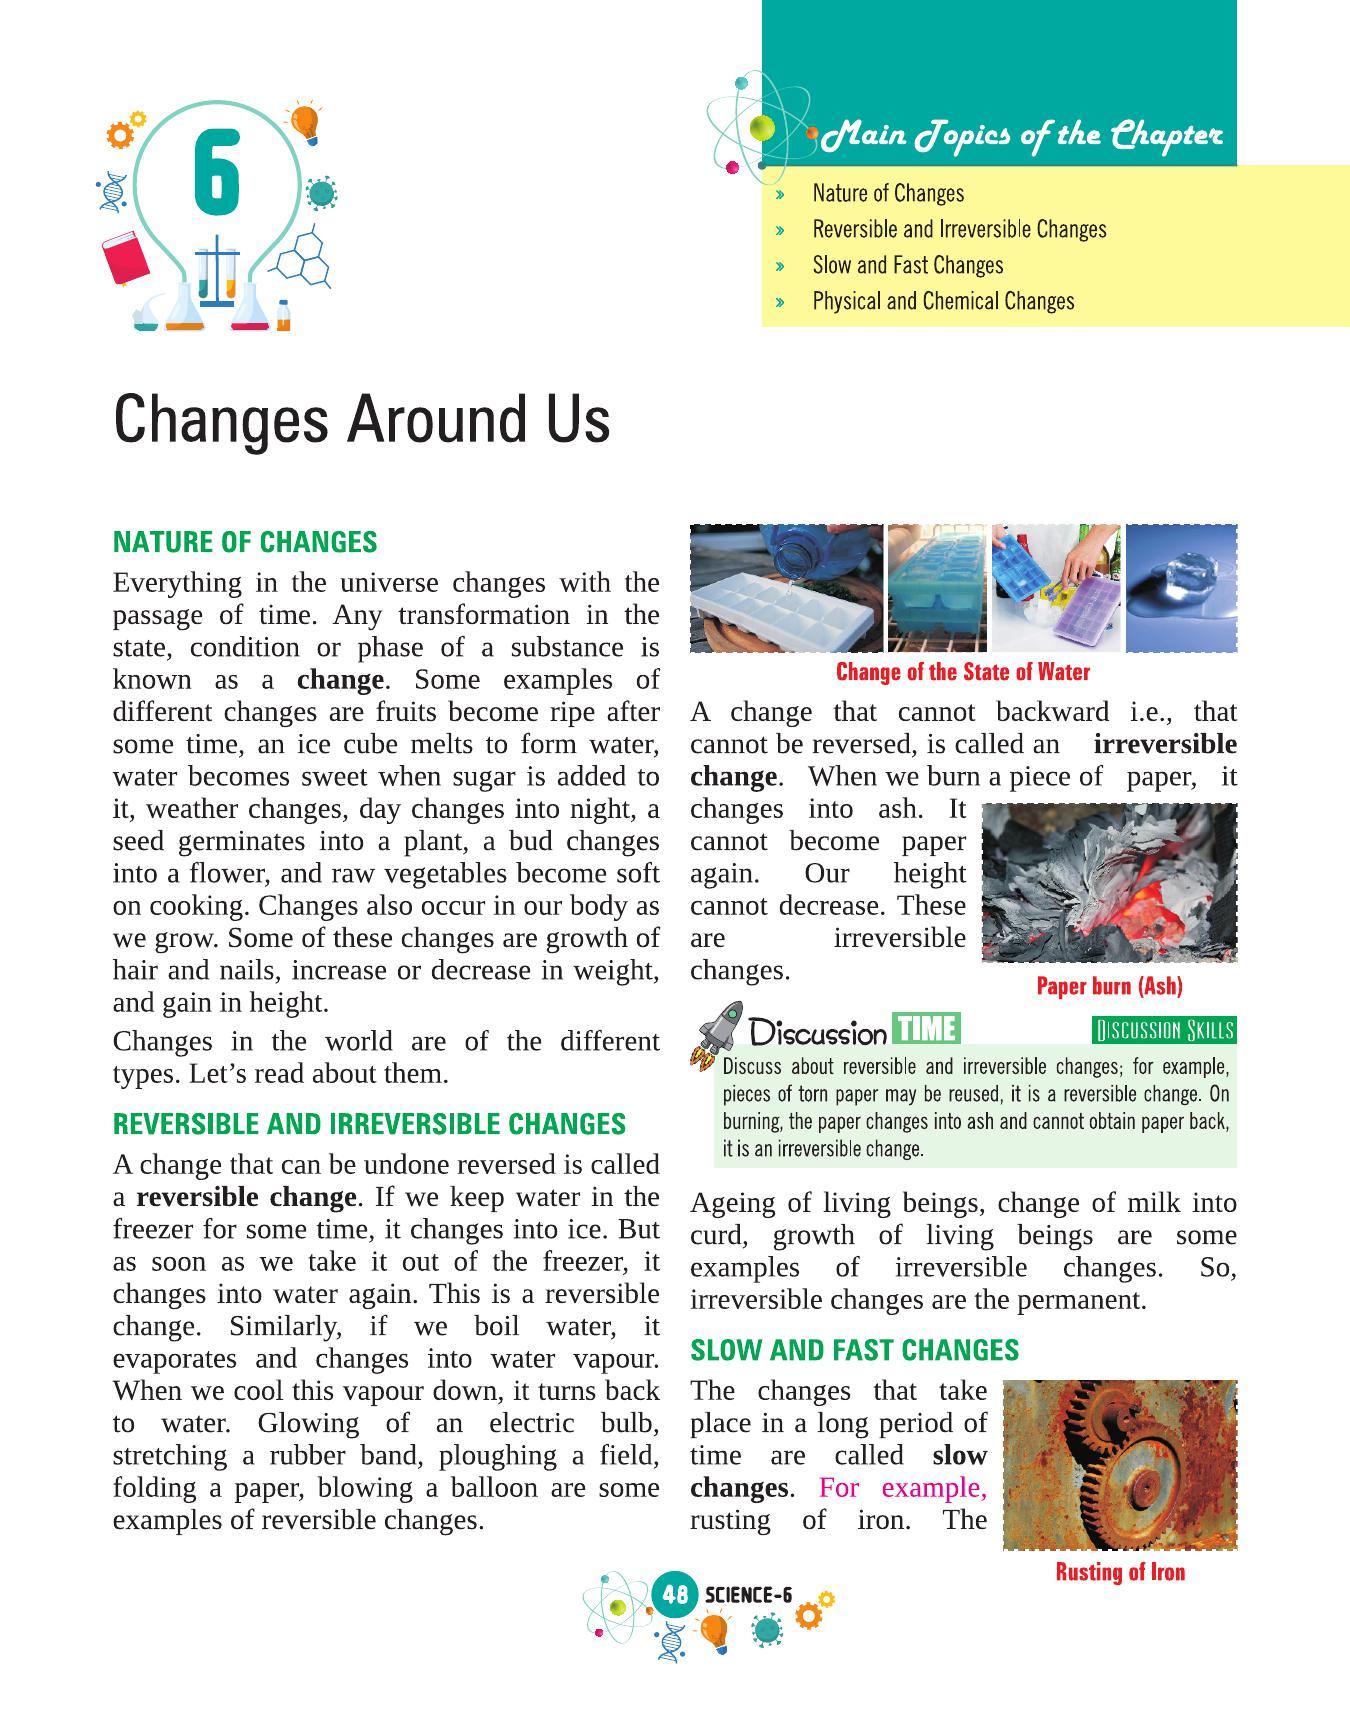 6
Main Topics of the Chapter
» Nature of Changes
» Reversible and Irreversible Changes
» Slow and Fast Changes
» Physical and Chemical Changes
Changes Around Us
NATURE OF CHANGES
Everything in the universe changes with the
passage of time. Any transformation in the
state, condition or phase of a substance is
known as a change. Some examples of
different changes are fruits become ripe after
some time, an ice cube melts to form water,
water becomes sweet when sugar is added to
it, weather changes, day changes into night, a
seed germinates into a plant, a bud changes
into a flower, and raw vegetables become soft
on cooking. Changes also occur in our body as
we grow. Some of these changes are growth of
hair and nails, increase or decrease in weight,
and gain in height.
Changes in the world are of the different
types. Let’s read about them.
REVERSIBLE AND IRREVERSIBLE CHANGES
A change that can be undone reversed is called
a reversible change. If we keep water in the
freezer for some time, it changes into ice. But
as soon as we take it out of the freezer, it
changes into water again. This is a reversible
change. Similarly, if we boil water, it
evaporates and changes into water vapour.
When we cool this vapour down, it turns back
to water. Glowing of an electric bulb,
stretching a rubber band, ploughing a field,
folding a paper, blowing a balloon are some
examples of reversible changes.
Change of the State of Water
A change that cannot backward i.e., that
cannot be reversed, is called an irreversible
change. When we burn a piece of paper, it
changes into ash. It
cannot become paper
again. Our height
cannot decrease. These
are irreversible
changes.
Paper burn (Ash)
Discussion TIME
DISCUSSION SKILLS
Discuss about reversible and irreversible changes; for example,
pieces of torn paper may be reused, it is a reversible change. On
burning, the paper changes into ash and cannot obtain paper back,
it is an irreversible change.
Ageing of living beings, change of milk into
curd, growth of living beings are some
examples of irreversible changes. So,
irreversible changes are the permanent.
SLOW AND FAST CHANGES
The changes that take
place in a long period of
time are called slow
changes. For example,
rusting of iron. The
Rusting of Iron
48 SCIENCE-6